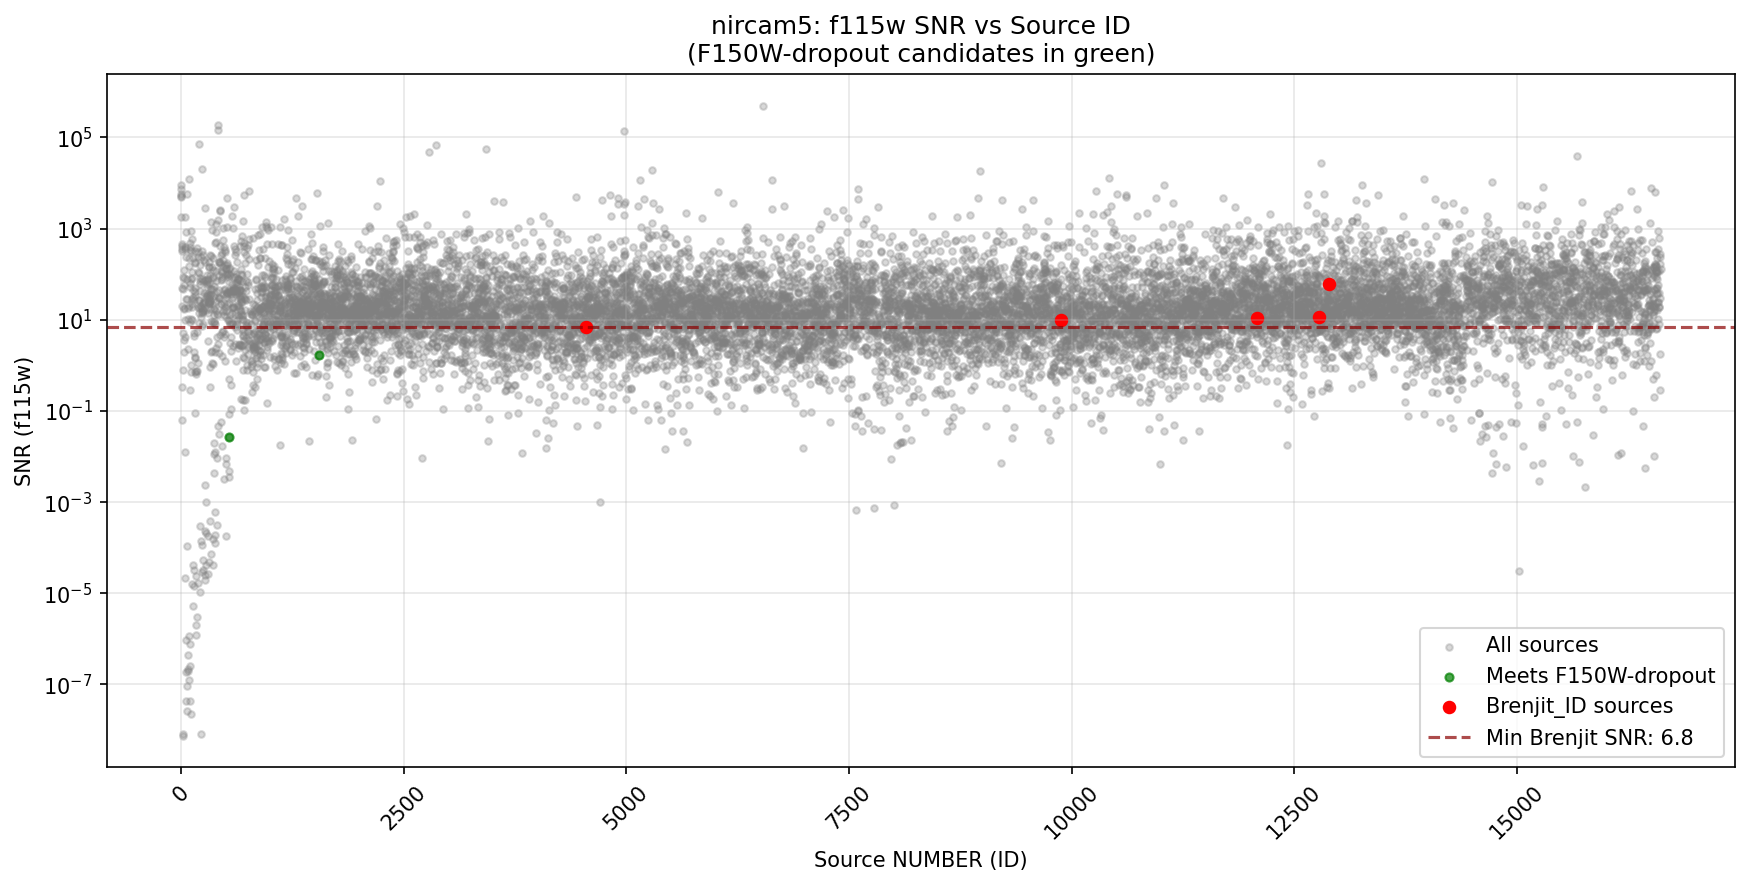 nircam5: f115w SNR vs Source ID
(F150W-dropout candidates in green)
SNR (f115w)
10^5
10^3
10^1
10^-1
10^-3
10^-5
10^-7
All sources
Meets F150W-dropout
Brenjit_ID sources
Min Brenjit SNR: 6.8
0
2500
5000
7500
10000
12500
15000
Source NUMBER (ID)